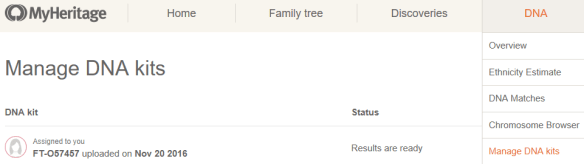 MyHeritage Home Family tree Discoveries DNA
Overview
Ethnicity Estimate
DNA Matches
Chromosome Browser
Manage DNA kits
Manage DNA kits
DNA kit Status
Assigned to you
FT-O57457 uploaded on Nov 20 2016 Results are ready